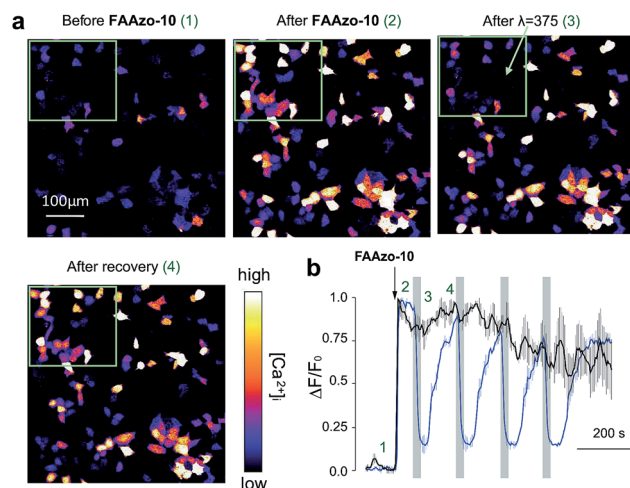 a
Before FAAzo-10 (1)
After FAAzo-10 (2)
After λ=375 (3)
100µm
After recovery (4)
high
[Ca²⁺]ᵢ
low
b
FAAzo-10
2
3
4
1
1.0
0.75
0.5
0.25
0.0
ΔF/F₀
200 s